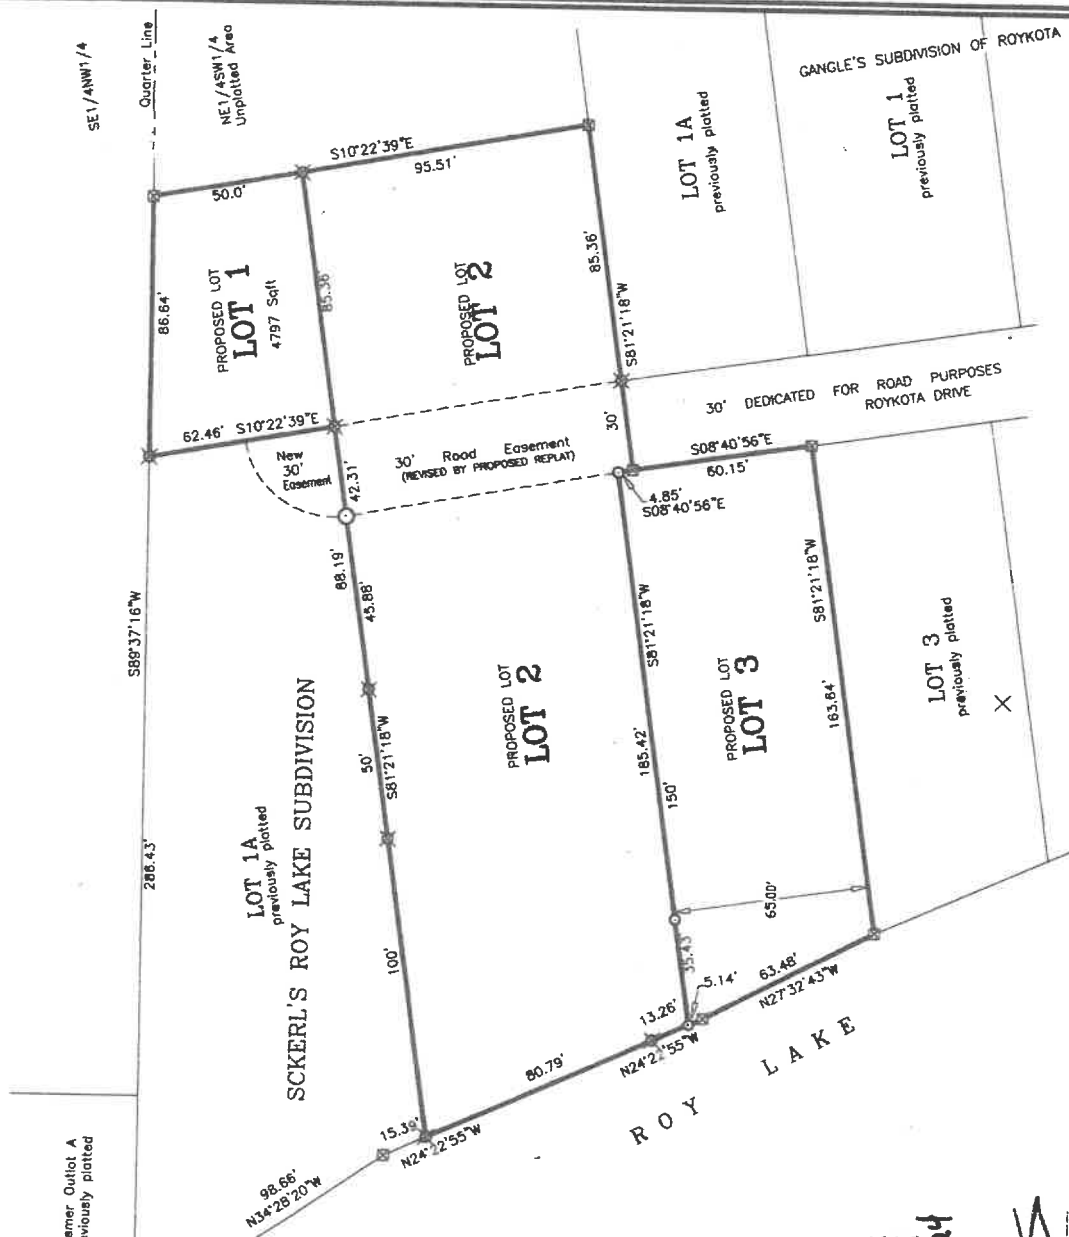 SE1/4NW1/4
Quarter Line
NE1/4SW1/4
Unplatted Area
GANGLE'S SUBDIVISION OF ROYKOTA
S10°22'39"E
95.51'
50.0'
LOT 1A
previously platted
LOT 1
previously platted
86.64'
PROPOSED LOT
LOT 1
4797 Sqft
85.36'
PROPOSED LOT
LOT 2
85.36'
S81°21'18"W
62.46'
S10°22'39"E
New
30'
Easement
42.31'
30' Road Easement
(REVISED BY PROPOSED REPLAT)
30'
30' DEDICATED FOR ROAD PURPOSES
ROYKOTA DRIVE
S08°40'56"E
60.15'
4.85'
S08°40'56"E
88.19'
45.88'
S89°37'16"W
286.43'
50'
S81°21'18"W
PROPOSED LOT
LOT 2
S81°21'18"W
185.42'
150'
PROPOSED LOT
LOT 3
S81°21'18"W
163.64'
LOT 3
previously platted
LOT 1A
previously platted
SCKERL'S ROY LAKE SUBDIVISION
100'
65.00'
35.43'
5.14'
63.48'
N27°32'43"W
13.26'
N24°22'55"W
80.79'
ROY LAKE
15.39'
N24°22'55"W
98.66'
N34°28'20"W
amer Outlot A
viously platted